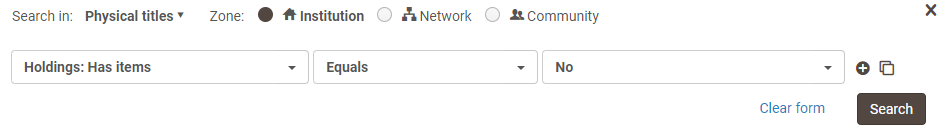 Search in: Physical titles Zone: Institution Network Community
Holdings: Has items Equals No
Clear form Search